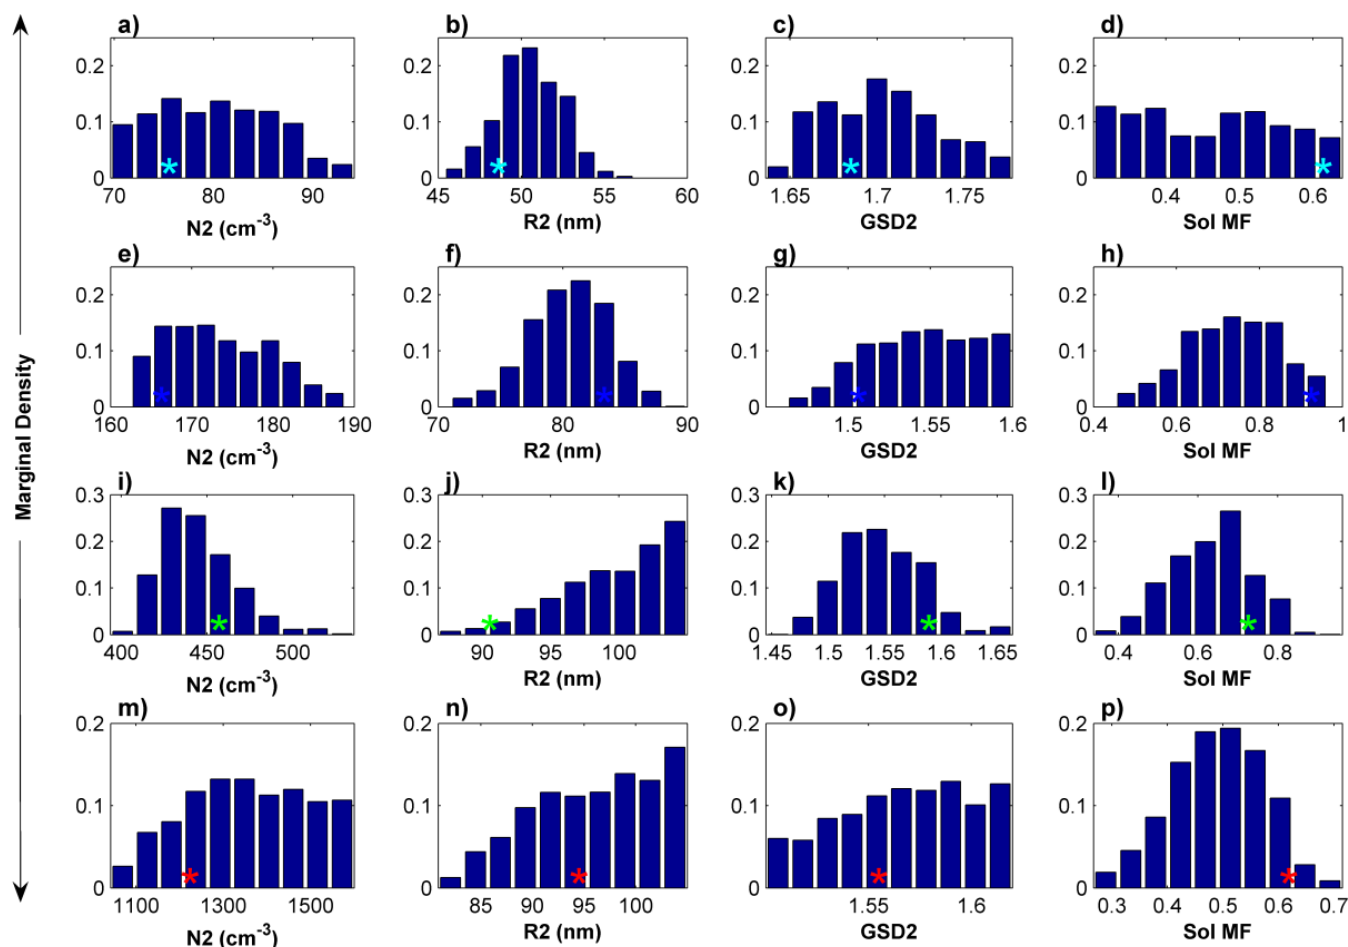 Marginal Density
a)
0.2
0.1
0
70 80 90
N2 (cm-3)
b)
0.2
0.1
0
45 50 55 60
R2 (nm)
c)
0.2
0.1
0
1.65 1.7 1.75
GSD2
d)
0.2
0.1
0
0.4 0.5 0.6
Sol MF
e)
0.2
0.1
0
160 170 180 190
N2 (cm-3)
f)
0.2
0.1
0
70 80 90
R2 (nm)
g)
0.2
0.1
0
1.5 1.55 1.6
GSD2
h)
0.2
0.1
0
0.4 0.6 0.8 1
Sol MF
i)
0.3
0.2
0.1
0
400 450 500
N2 (cm-3)
j)
0.3
0.2
0.1
0
90 95 100
R2 (nm)
k)
0.3
0.2
0.1
0
1.45 1.5 1.55 1.6 1.65
GSD2
l)
0.3
0.2
0.1
0
0.4 0.6 0.8
Sol MF
m)
0.2
0.1
0
1100 1300 1500
N2 (cm-3)
n)
0.2
0.1
0
85 90 95 100
R2 (nm)
o)
0.2
0.1
0
1.55 1.6
GSD2
p)
0.2
0.1
0
0.3 0.4 0.5 0.6 0.7
Sol MF